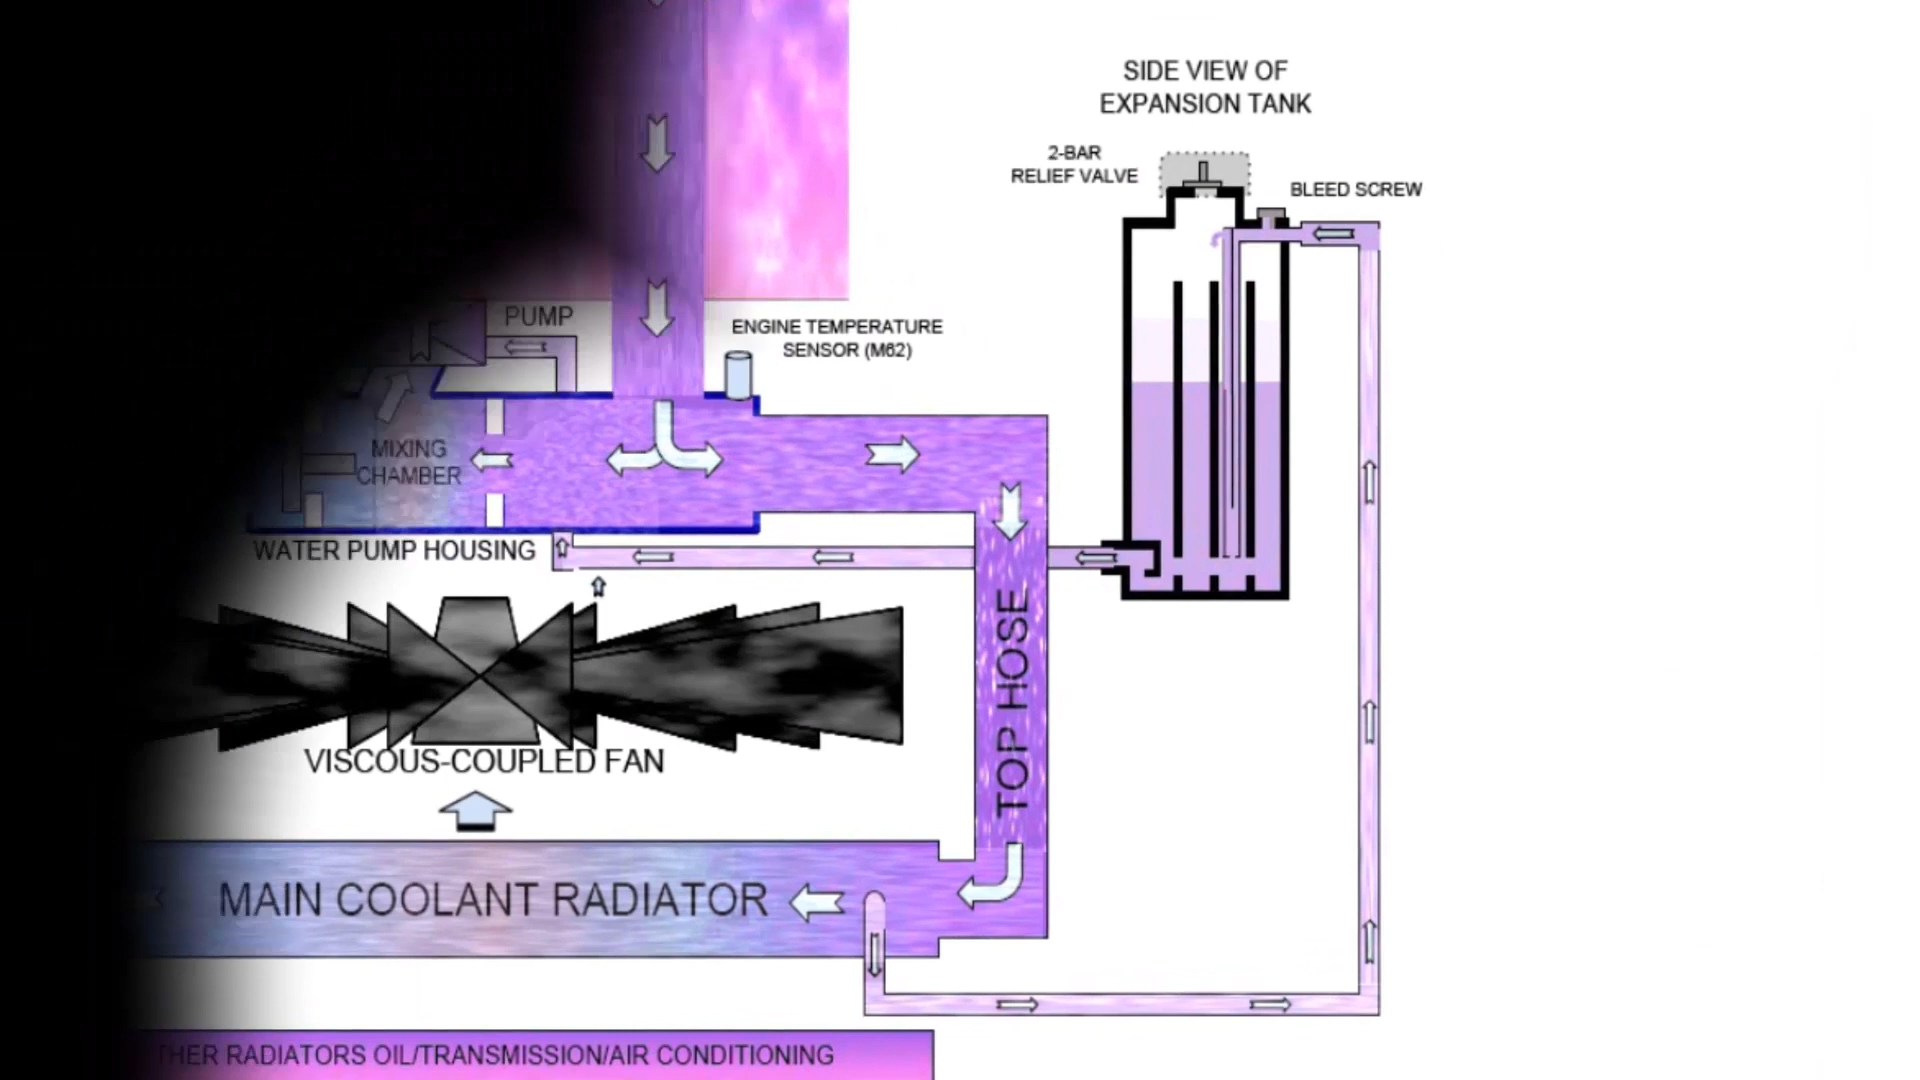 SIDE VIEW OF
EXPANSION TANK
2-BAR
RELIEF VALVE
BLEED SCREW
PUMP
ENGINE TEMPERATURE
SENSOR (M62)
MIXING
CHAMBER
WATER PUMP HOUSING
TOP HOSE
VISCOUS-COUPLED FAN
MAIN COOLANT RADIATOR
THER RADIATORS OIL/TRANSMISSION/AIR CONDITIONING